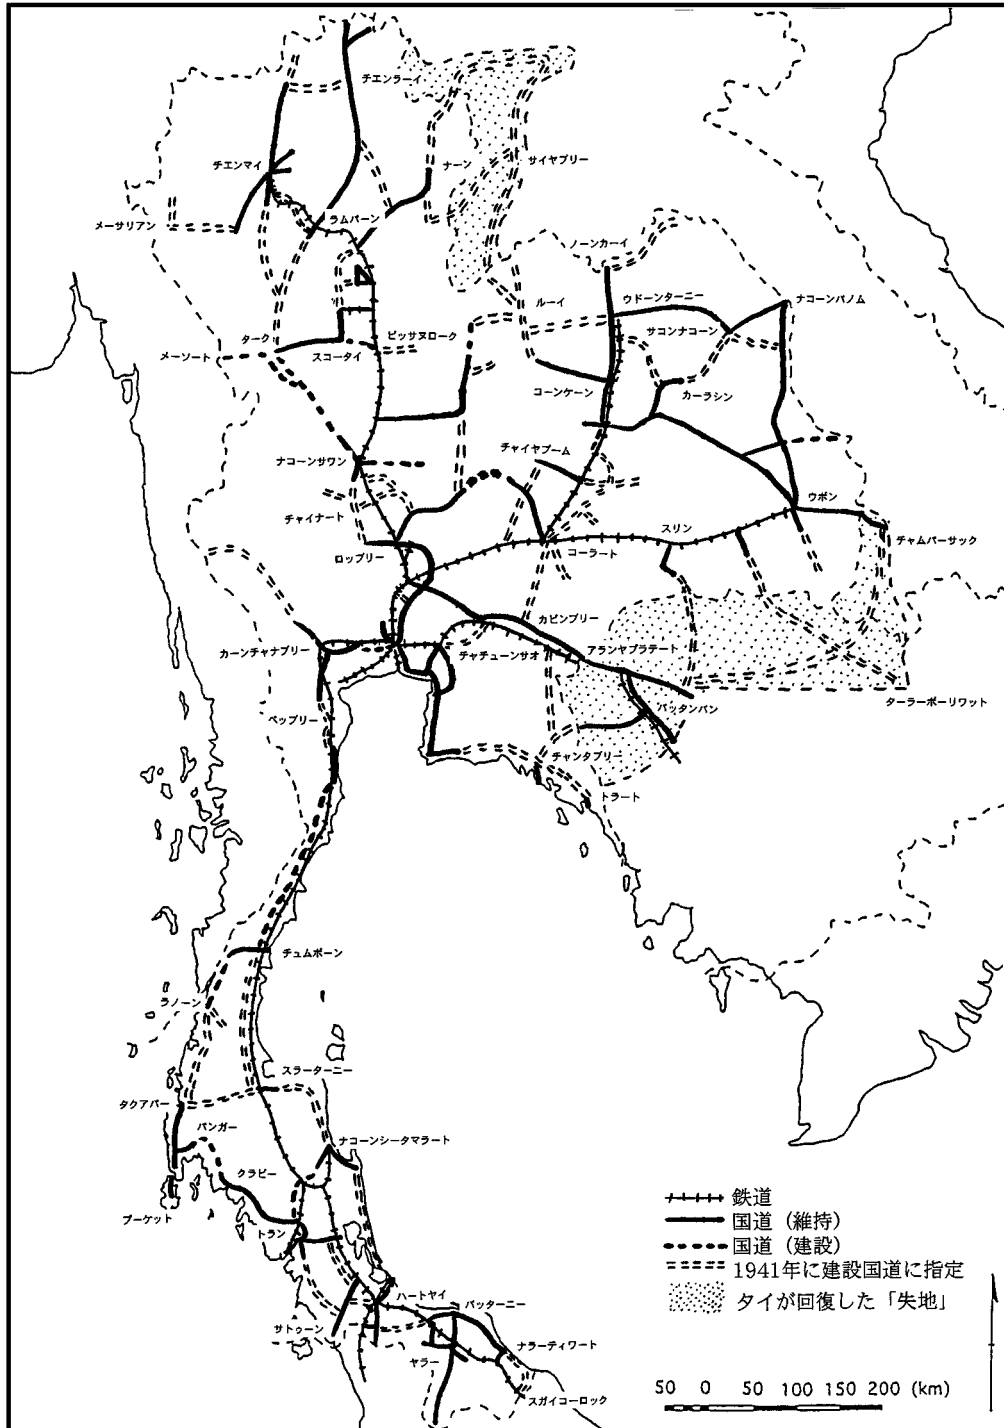 チエンラーイ
チエンマイ
ナーン
サイヤブリー
メーサリアン
ラムパーン
ノーンカーイ
ルーイ
ウドーンターニー
ナコーンパノム
サコンナコーン
ターク
メーソート
スコータイ
ピッサヌローク
コーンケーン
カーラシン
ナコーンサワン
チャイヤプーム
チャイナート
ウボン
スリン
チャムパーサック
ロップリー
コーラート
カビンブリー
カーンチャナブリー
チャチューンサオ
アランヤプラテート
ターラーボーリワット
ペップリー
バッタンバン
チャンタブリー
トラート
チュムポーン
ラノーン
スラーターニー
タクアパー
パンガー
ナコーンシータマラート
クラビー
プーケット
トラン
ハートヤイ
パッターニー
サトゥーン
ナラーティワート
ヤラー
スガイコーロック
鉄道
国道（維持）
国道（建設）
1941年に建設国道に指定
タイが回復した「失地」
50 0 50 100 150 200 (km)